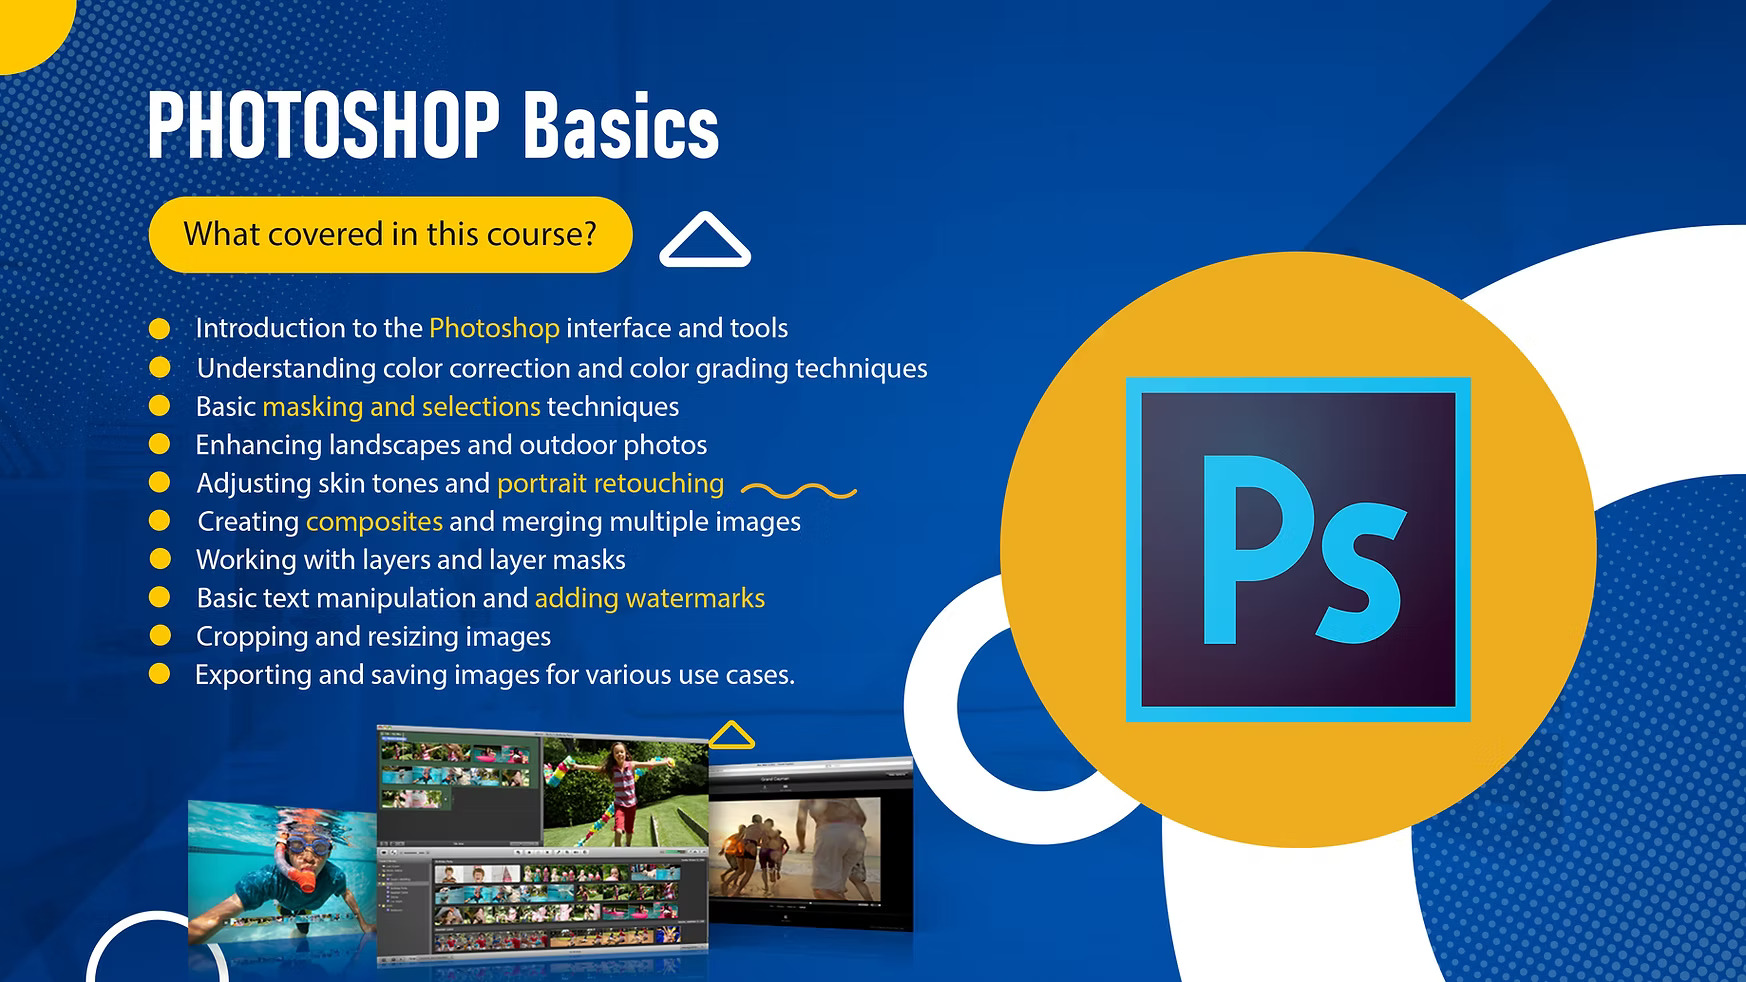 PHOTOSHOP Basics
What covered in this course?
Introduction to the Photoshop interface and tools
Understanding color correction and color grading techniques
Basic masking and selections techniques
Enhancing landscapes and outdoor photos
Adjusting skin tones and portrait retouching
Creating composites and merging multiple images
Working with layers and layer masks
Basic text manipulation and adding watermarks
Cropping and resizing images
Exporting and saving images for various use cases.
Ps
Grand Cayman